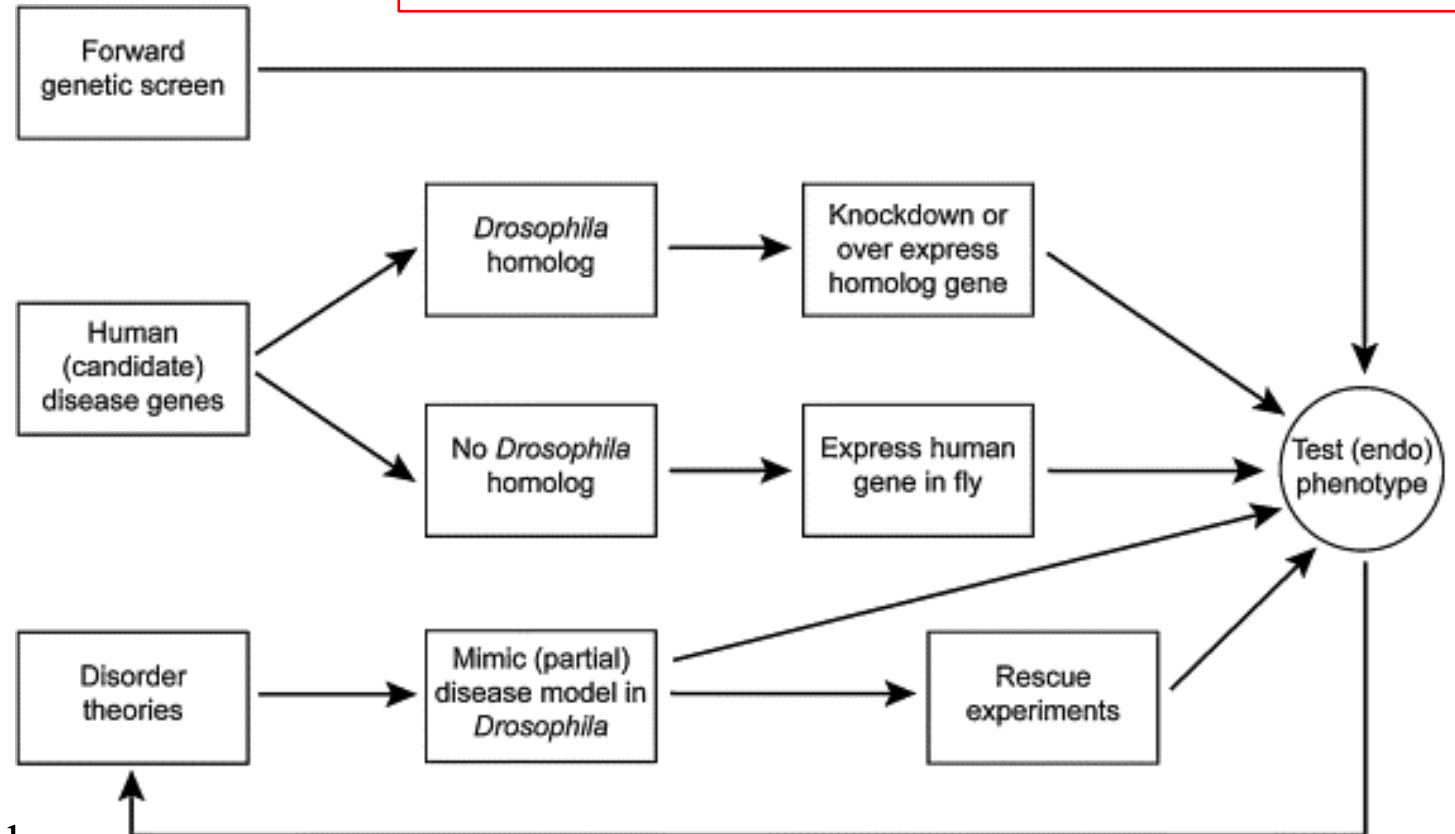 Forward
genetic screen
Drosophila
homolog
Knockdown or
over express
homolog gene
Human
(candidate)
disease genes
No Drosophila
homolog
Express human
gene in fly
Test (endo)
phenotype
Disorder
theories
Mimic (partial)
disease model in
Drosophila
Rescue
experiments
1